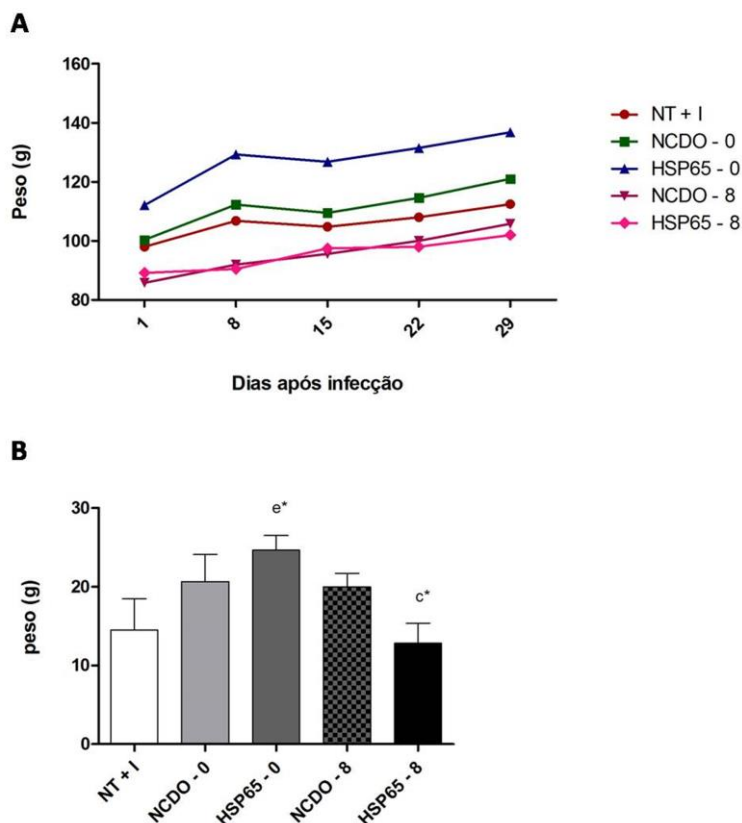 A
Peso (g)
160
140
120
100
80
1
8
15
22
29
Dias após infecção
NT + I
NCDO - 0
HSP65 - 0
NCDO - 8
HSP65 - 8
B
peso (g)
30
20
10
0
e*
c*
NT + I
NCDO - 0
HSP65 - 0
NCDO - 8
HSP65 - 8